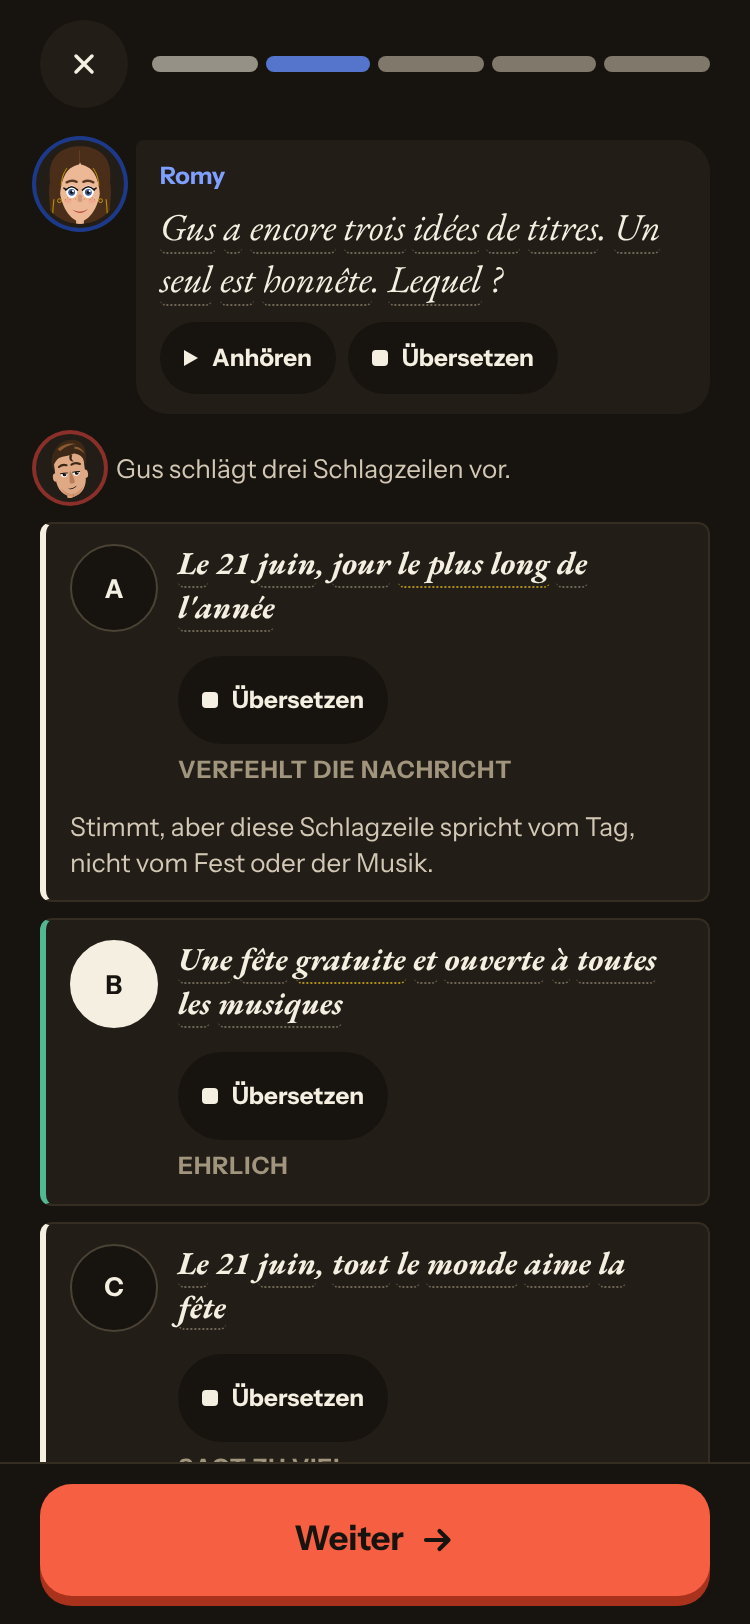 Romy
Gus a encore trois idées de titres. Un
seul est honnête. Lequel ?
Anhören
Übersetzen
Gus schlägt drei Schlagzeilen vor.
A
Le 21 juin, jour le plus long de
l'année
Übersetzen
VERFEHLT DIE NACHRICHT
Stimmt, aber diese Schlagzeile spricht vom Tag,
nicht vom Fest oder der Musik.
B
Une fête gratuite et ouverte à toutes
les musiques
Übersetzen
EHRLICH
C
Le 21 juin, tout le monde aime la
fête
Übersetzen
SAGT ZU VIEL
Weiter